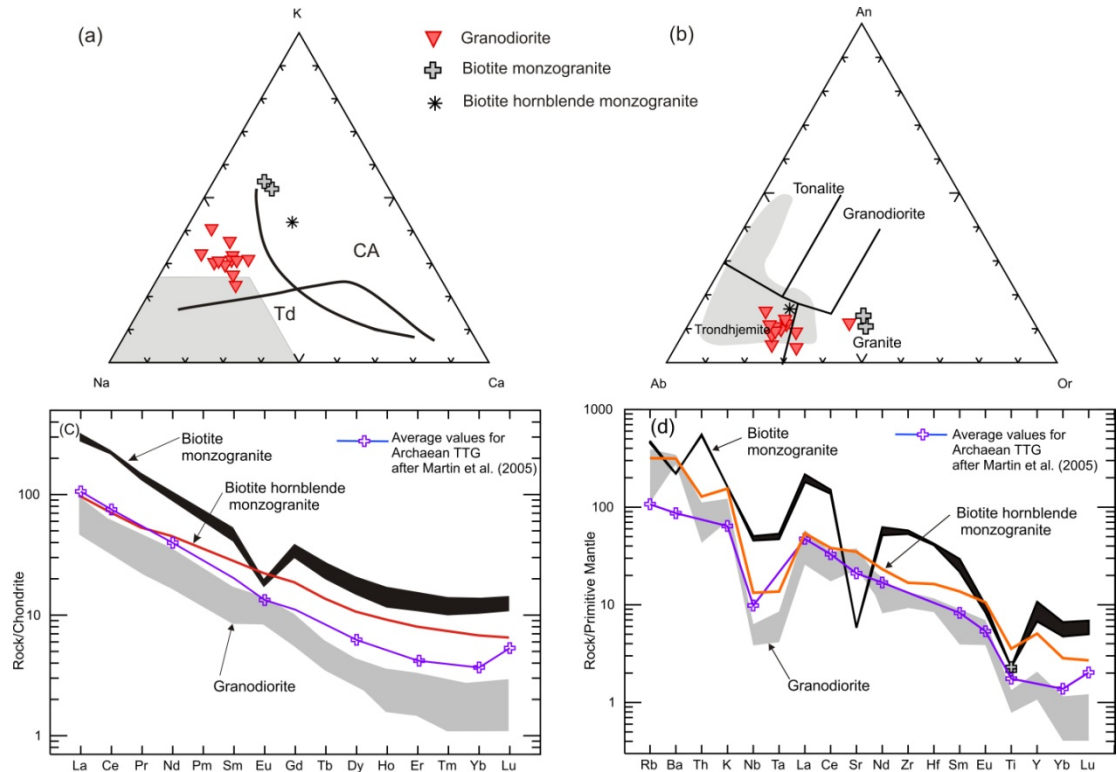 K
(a)
Granodiorite
Biotite monzogranite
Biotite hornblende monzogranite
CA
Td
Na
Ca
An
(b)
Tonalite
Granodiorite
Trondhjemite
Granite
Ab
Or
(C)
Biotite
monzogranite
Average values for
Archaean TTG
after Martin et al. (2005)
Biotite hornblende
monzogranite
Granodiorite
Rock/Chondrite
100
10
1
La Ce Pr Nd Pm Sm Eu Gd Tb Dy Ho Er Tm Yb Lu
(d)
Biotite
monzogranite
Average values for
Archaean TTG
after Martin et al. (2005)
Biotite hornblende
monzogranite
Granodiorite
Rock/Primitive Mantle
1000
100
10
1
Rb Ba Th K Nb Ta La Ce Sr Nd Zr Hf Sm Eu Ti Y Yb Lu